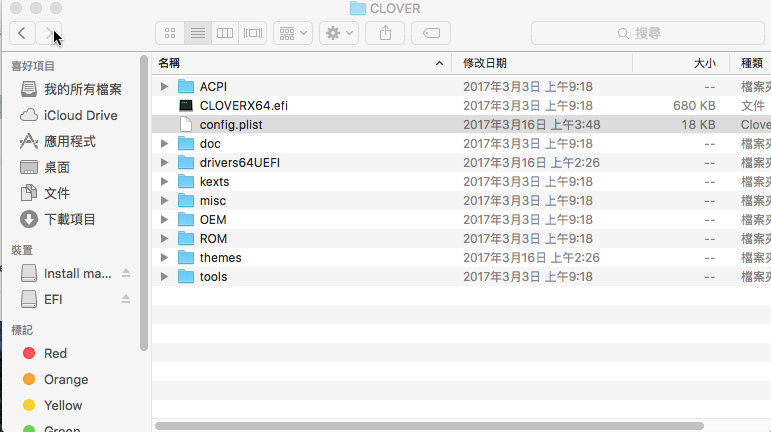 CLOVER
搜尋
喜好項目
我的所有檔案
iCloud Drive
應用程式
桌面
文件
下載項目
裝置
Install ma...
EFI
標記
Red
Orange
Yellow
Green
名稱 修改日期 大小 種類
ACPI 2017年3月3日 上午9:18 -- 檔案夾
CLOVERX64.efi 2017年3月3日 上午9:18 680 KB 文件
config.plist 2017年3月16日 上午3:48 18 KB Clove
doc 2017年3月3日 上午9:18 -- 檔案夾
drivers64UEFI 2017年3月16日 上午2:26 -- 檔案夾
kexts 2017年3月3日 上午9:18 -- 檔案夾
misc 2017年3月3日 上午9:18 -- 檔案夾
OEM 2017年3月3日 上午9:18 -- 檔案夾
ROM 2017年3月3日 上午9:18 -- 檔案夾
themes 2017年3月16日 上午2:26 -- 檔案夾
tools 2017年3月3日 上午9:18 -- 檔案夾